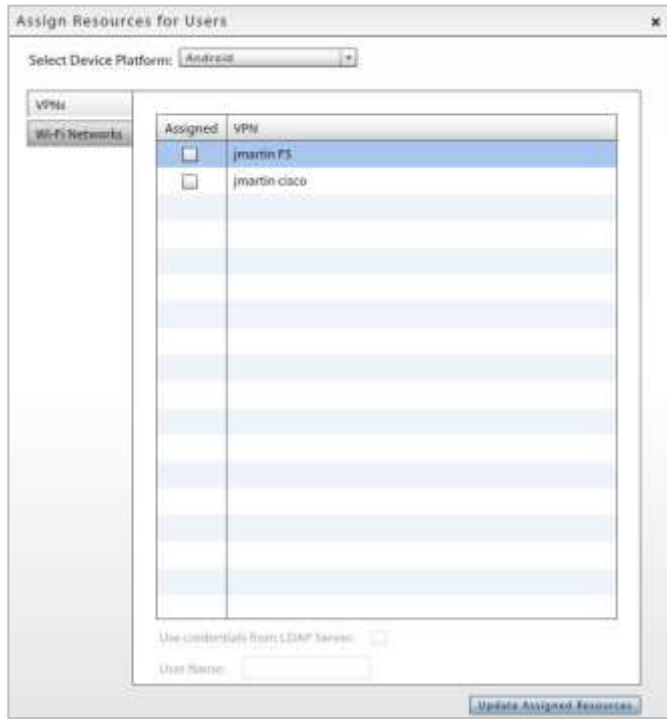 Assign Resources for Users
Select Device Platform: Android
VPNs
Wi-Fi Networks
Assigned VPN
jmartin F5
jmartin cisco
Use credentials from LDAP Server:
User Name:
Update Assigned Resources